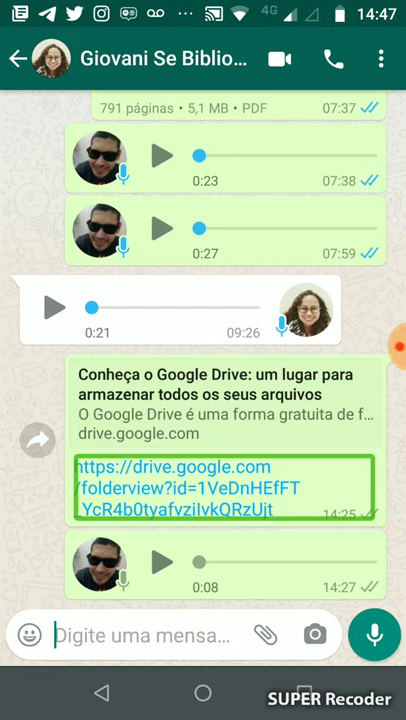 4G
14:47
Giovani Se Biblio...
791 páginas • 5,1 MB • PDF
07:37
0:23
07:38
0:27
07:59
0:21
09:26
Conheça o Google Drive: um lugar para
armazenar todos os seus arquivos
O Google Drive é uma forma gratuita de f...
drive.google.com
https://drive.google.com
/folderview?id=1VeDnHEfFT
_YcR4b0tyafvziIvkQRzUjt
14:25
0:08
14:27
Digite uma mensa...
SUPER Recoder